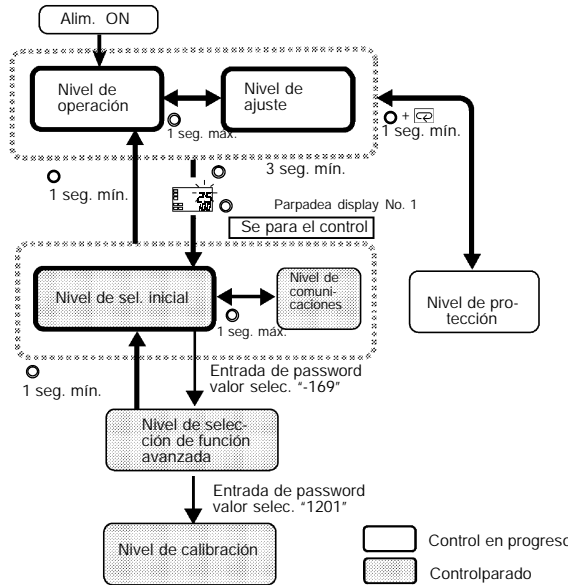 Alim. ON
Nivel de
operación
Nivel de
ajuste
1 seg. máx.
+
1 seg. mín.
3 seg. mín.
1 seg. mín.
25
100
Parpadea display No. 1
Se para el control
Nivel de sel. inicial
Nivel de
comuni-
caciones
1 seg. máx.
Nivel de pro-
tección
1 seg. mín.
Entrada de password
valor selec. "-169"
Nivel de selec-
ción de función
avanzada
Entrada de password
valor selec. "1201"
Nivel de calibración
Control en progreso
Controlparado